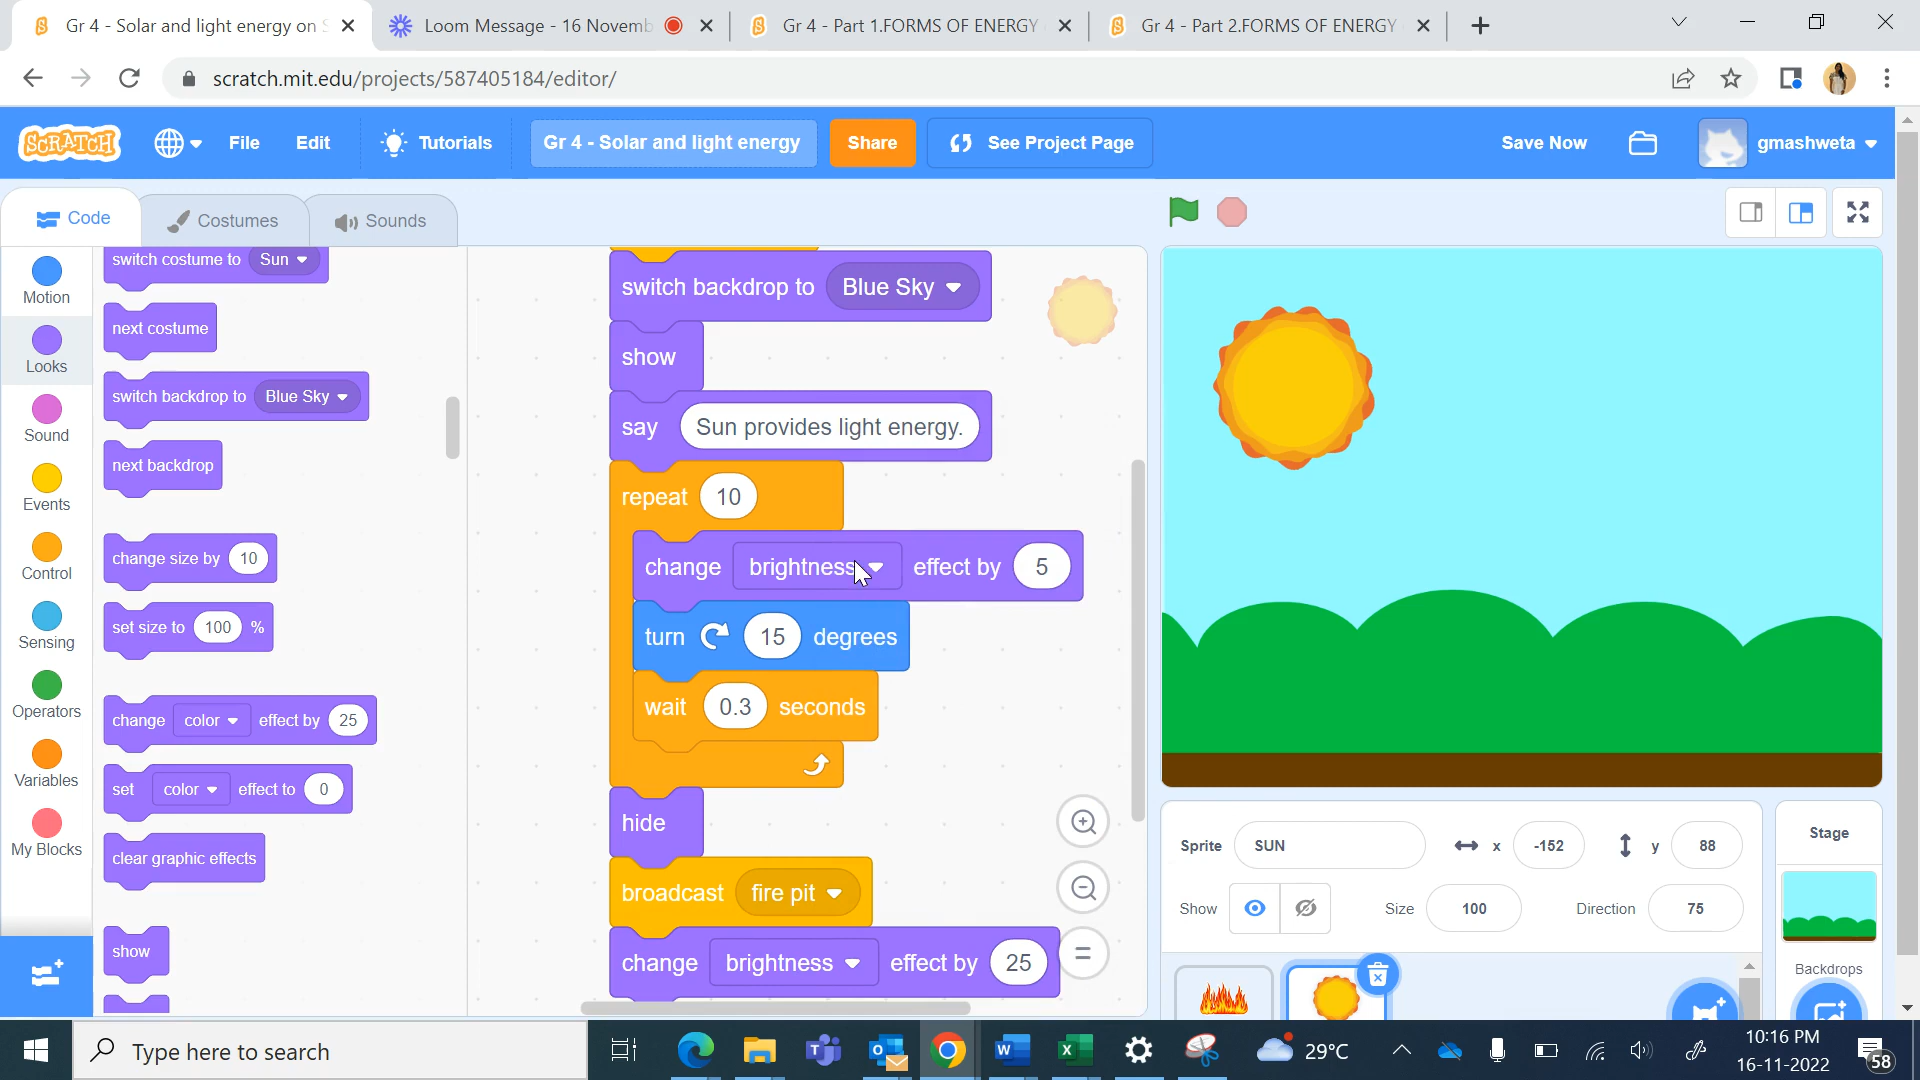 Gr 4 - Solar and light energy on S
Loom Message - 16 Novemb
Gr 4 - Part 1.FORMS OF ENERGY
Gr 4 - Part 2.FORMS OF ENERGY
scratch.mit.edu/projects/587405184/editor/
SCRATCH
File
Edit
Tutorials
Gr 4 - Solar and light energy
Share
See Project Page
Save Now
gmashweta
Code
Costumes
Sounds
Motion
Looks
Sound
Events
Control
Sensing
Operators
Variables
My Blocks
switch costume to Sun
next costume
switch backdrop to Blue Sky
next backdrop
change size by 10
set size to 100 %
change color effect by 25
set color effect to 0
clear graphic effects
show
switch backdrop to Blue Sky
show
say Sun provides light energy.
repeat 10
change brightness effect by 5
turn 15 degrees
wait 0.3 seconds
hide
broadcast fire pit
change brightness effect by 25
Sprite SUN x -152 y 88
Show Size 100 Direction 75
Stage
Backdrops
Type here to search
29°C
10:16 PM
16-11-2022
58